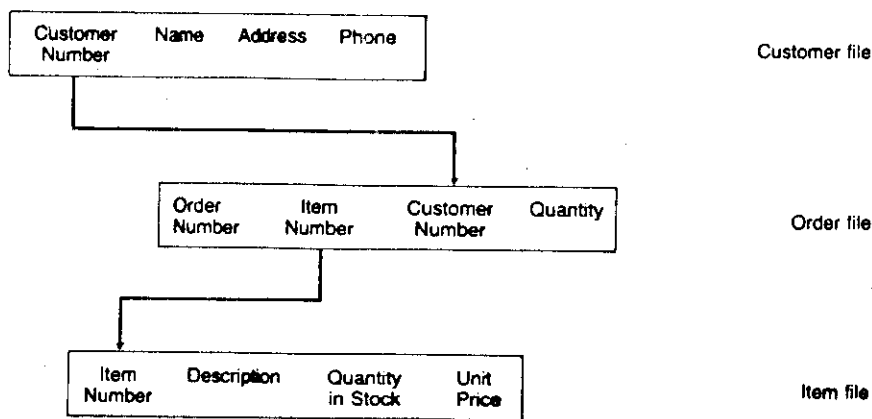 Customer Number Name Address Phone
Customer file
Order Number Item Number Customer Number Quantity
Order file
Item Number Description Quantity in Stock Unit Price
Item file